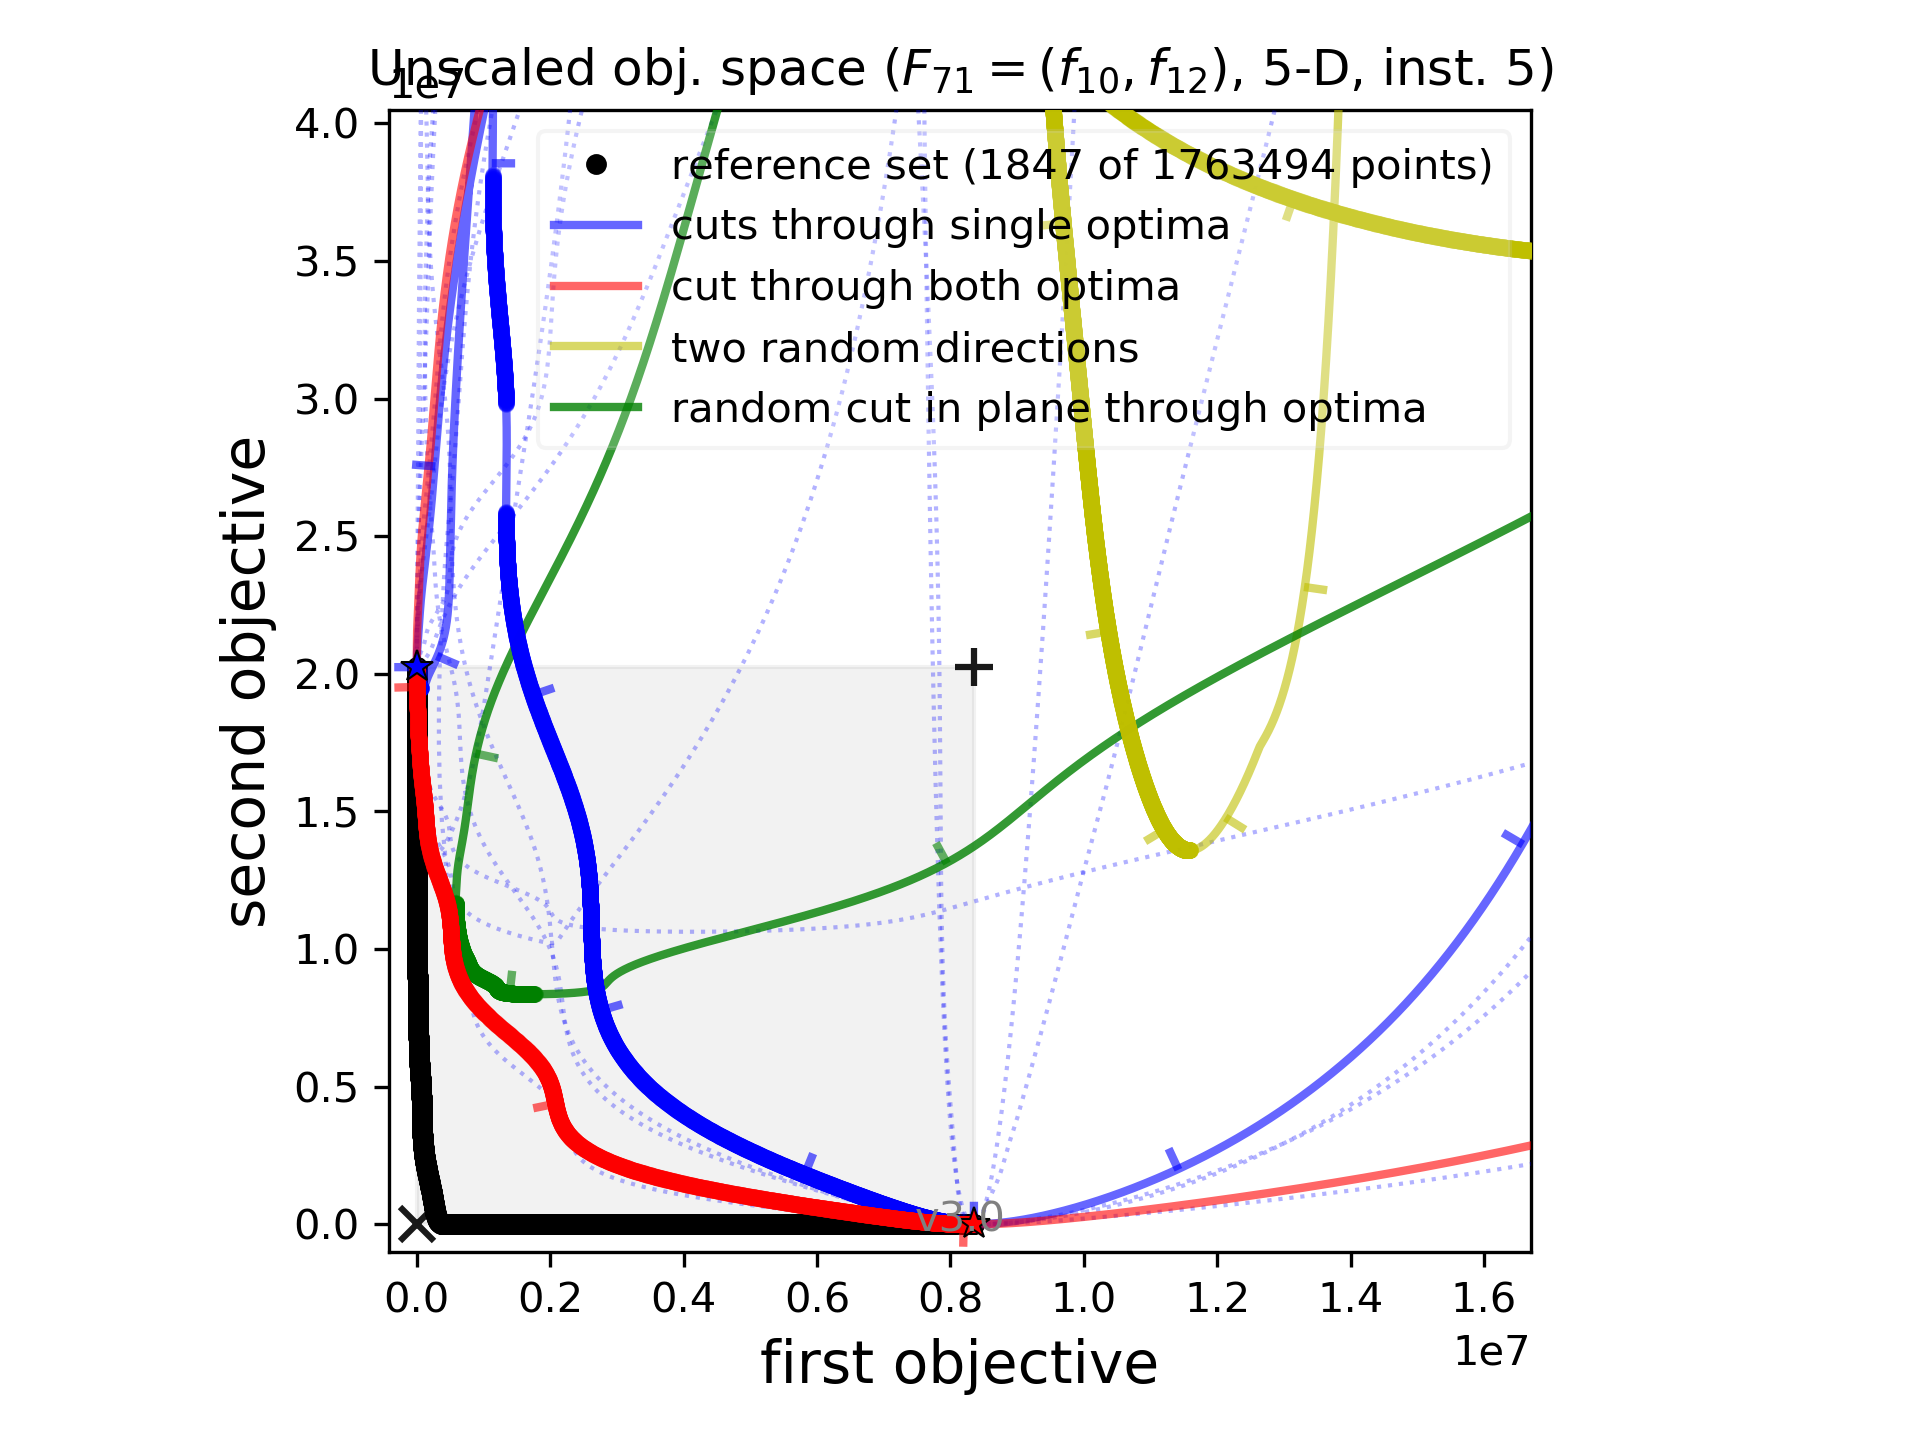 Unscaled obj. space (F71 = (f10, f12), 5-D, inst. 5)
1e7
4.0
3.5
3.0
2.5
2.0
1.5
1.0
0.5
0.0
second objective
reference set (1847 of 1763494 points)
cuts through single optima
cut through both optima
two random directions
random cut in plane through optima
v3.0
0.0 0.2 0.4 0.6 0.8 1.0 1.2 1.4 1.6
1e7
first objective